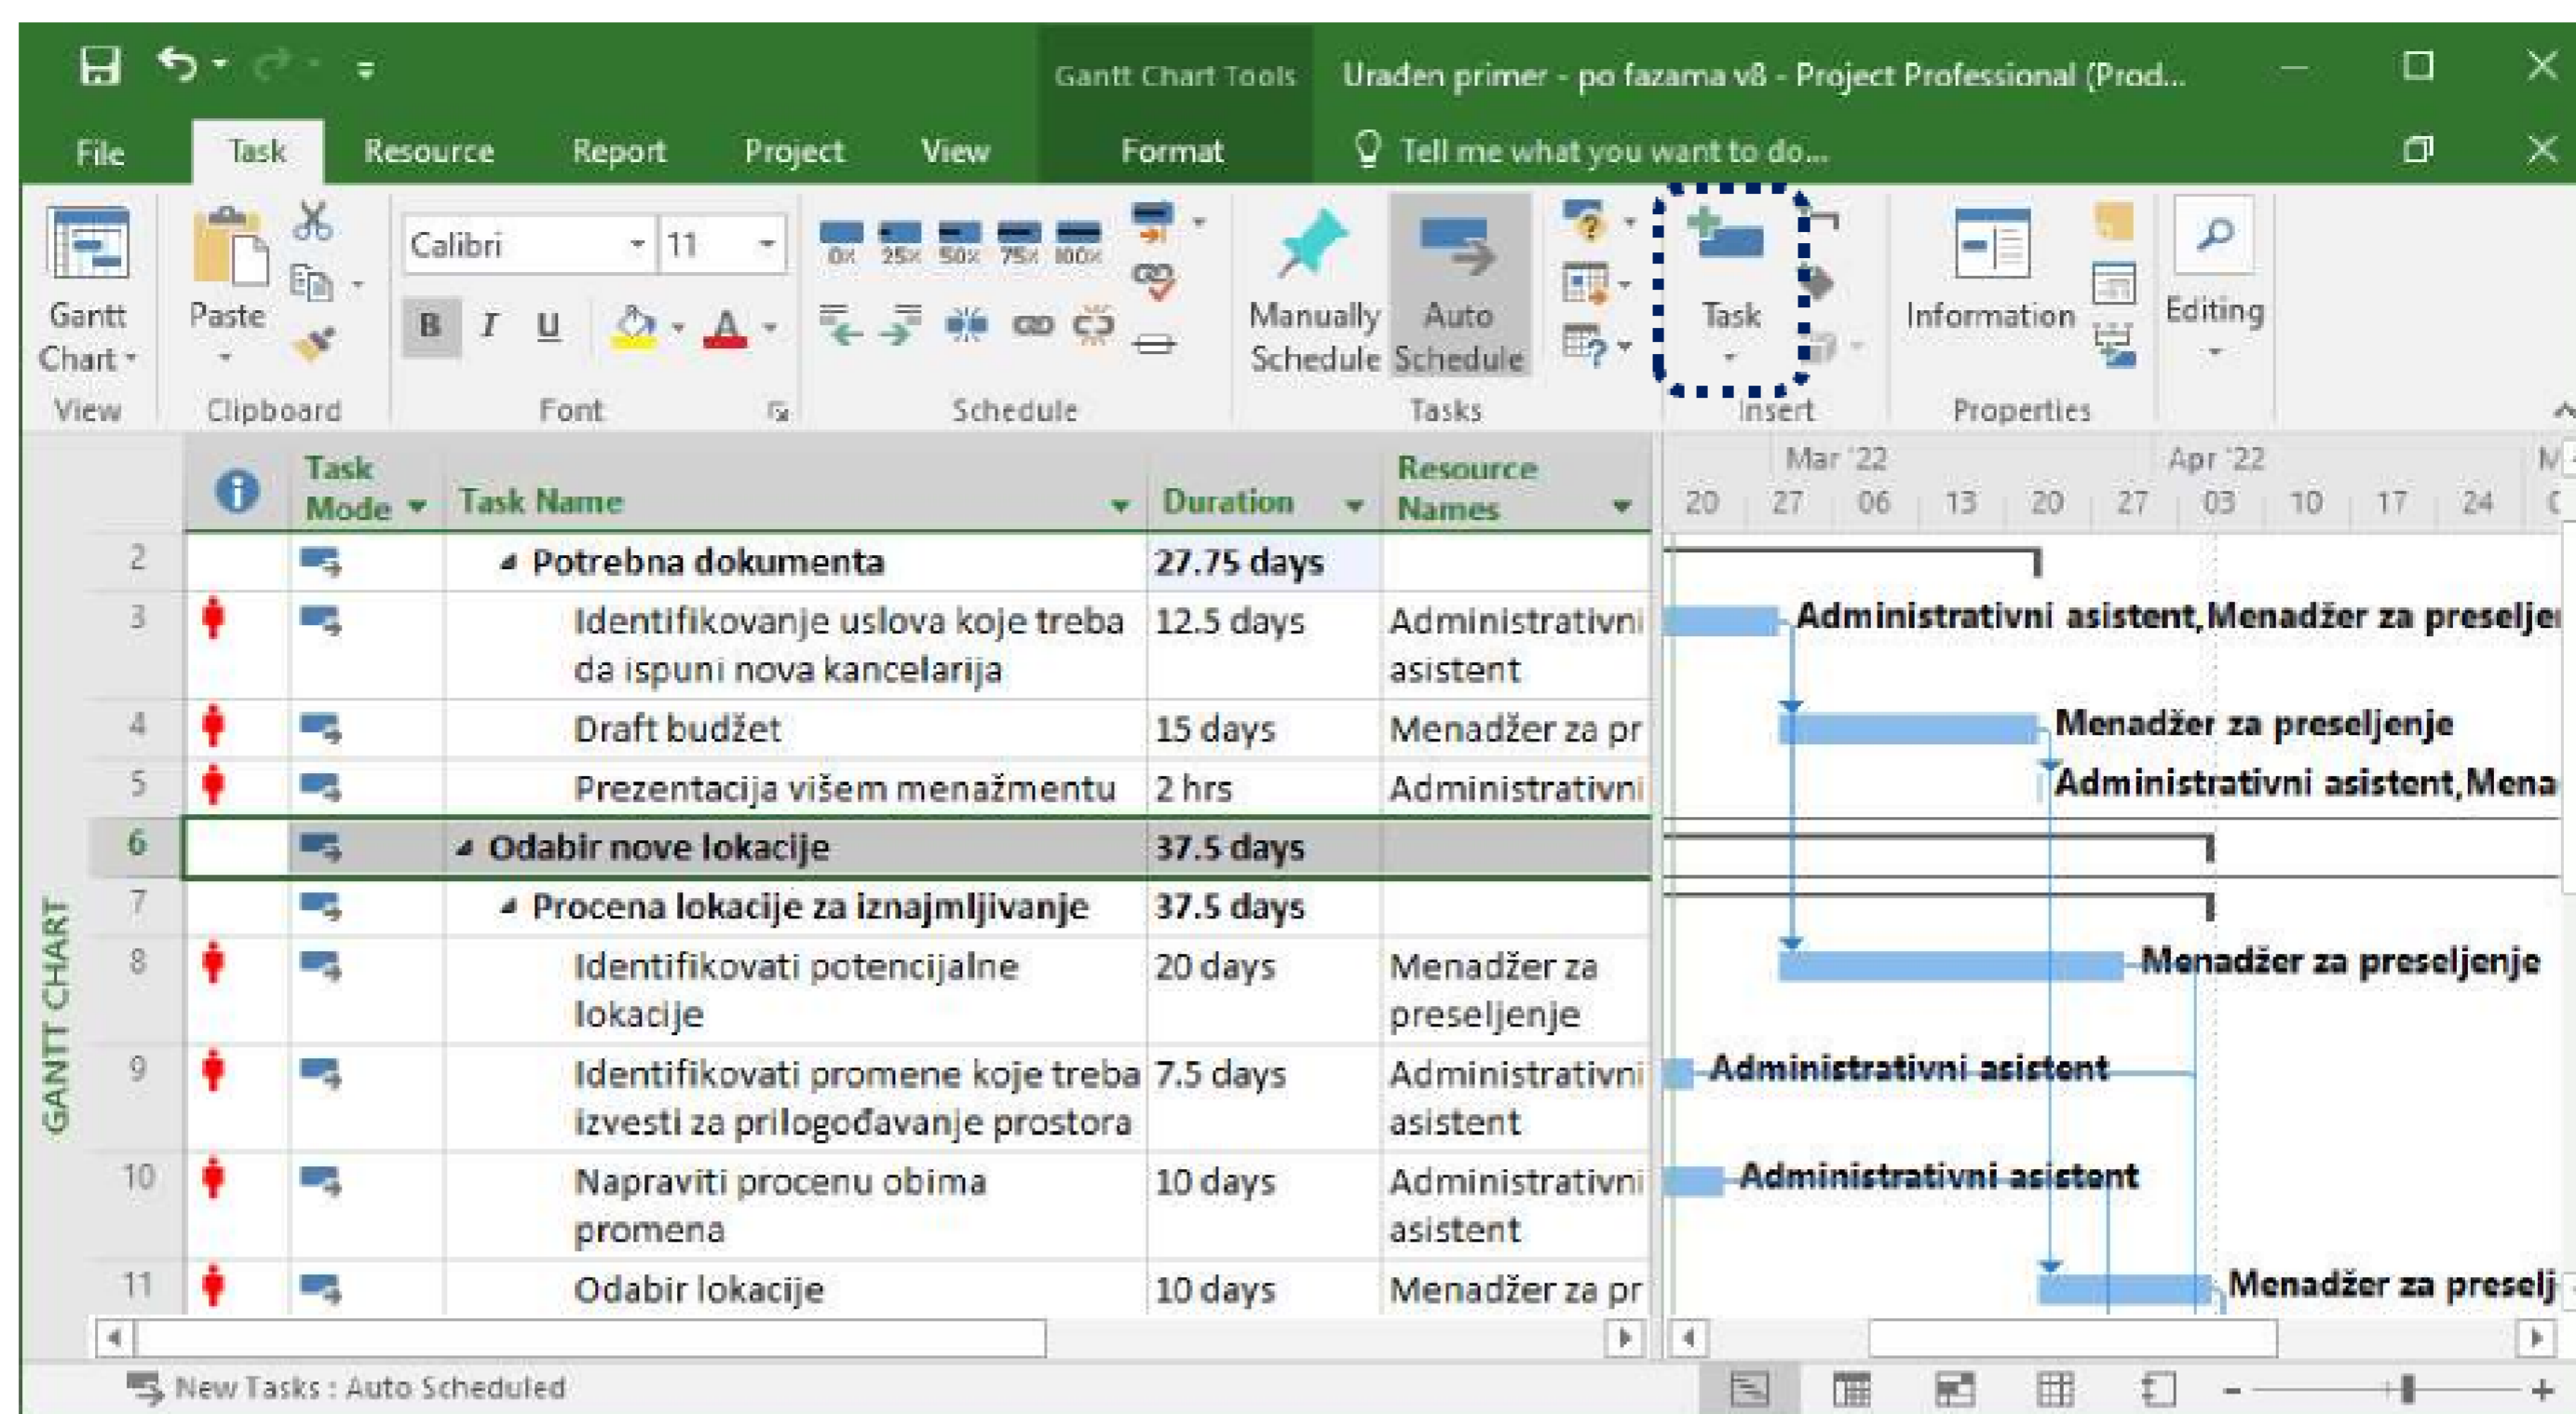 Gantt Chart Tools
Urađen primer - po fazama v8 - Project Professional (Prod...
File Task Resource Report Project View Format Tell me what you want to do...
Gantt
Chart
Paste
Calibri 11
B I U A
0% 25% 50% 75% 100%
Manually
Schedule
Auto
Schedule
Task
Information
Editing
View Clipboard Font Schedule Tasks Insert Properties
Task
Mode
Task Name
Duration
Resource
Names
Mar '22 Apr '22 M
20 27 06 13 20 27 03 10 17 24
2 Potrebna dokumenta 27.75 days
3 Identifikovanje uslova koje treba 12.5 days Administrativni
da ispuni nova kancelarija asistent
Administrativni asistent,Menadžer za preselje
4 Draft budžet 15 days Menadžer za pr
Menadžer za preseljenje
5 Prezentacija višem menažmentu 2 hrs Administrativni
Administrativni asistent,Mena
6 Odabir nove lokacije 37.5 days
7 Procena lokacije za iznajmljivanje 37.5 days
8 Identifikovati potencijalne 20 days Menadžer za
lokacije preseljenje
Menadžer za preseljenje
9 Identifikovati promene koje treba 7.5 days Administrativni
izvesti za prilogođavanje prostora asistent
Administrativni asistent
10 Napraviti procenu obima 10 days Administrativni
promena asistent
Administrativni asistent
11 Odabir lokacije 10 days Menadžer za pr
Menadžer za preselj
GANTT CHART
New Tasks : Auto Scheduled